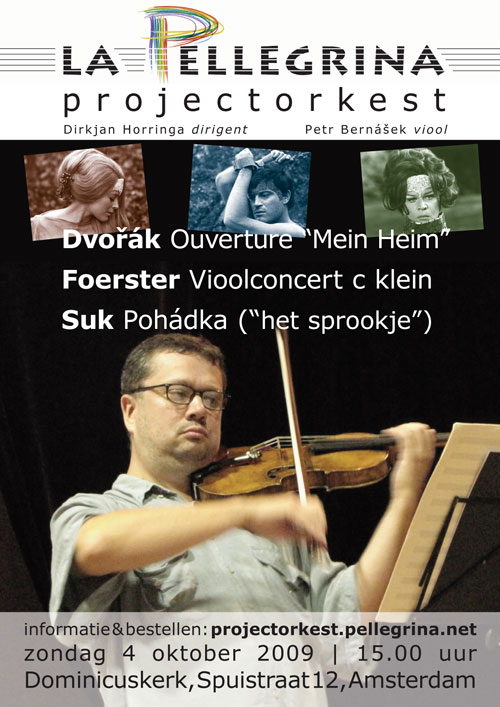 LA PELLEGRINA
projectorkest
Dirkjan Horringa dirigent Petr Bernášek viool
Dvořák Ouverture “Mein Heim”
Foerster Vioolconcert c klein
Suk Pohádka (“het sprookje”)
informatie&bestellen: projectorkest.pellegrina.net
zondag 4 oktober 2009 | 15.00 uur
Dominicuskerk, Spuistraat 12, Amsterdam